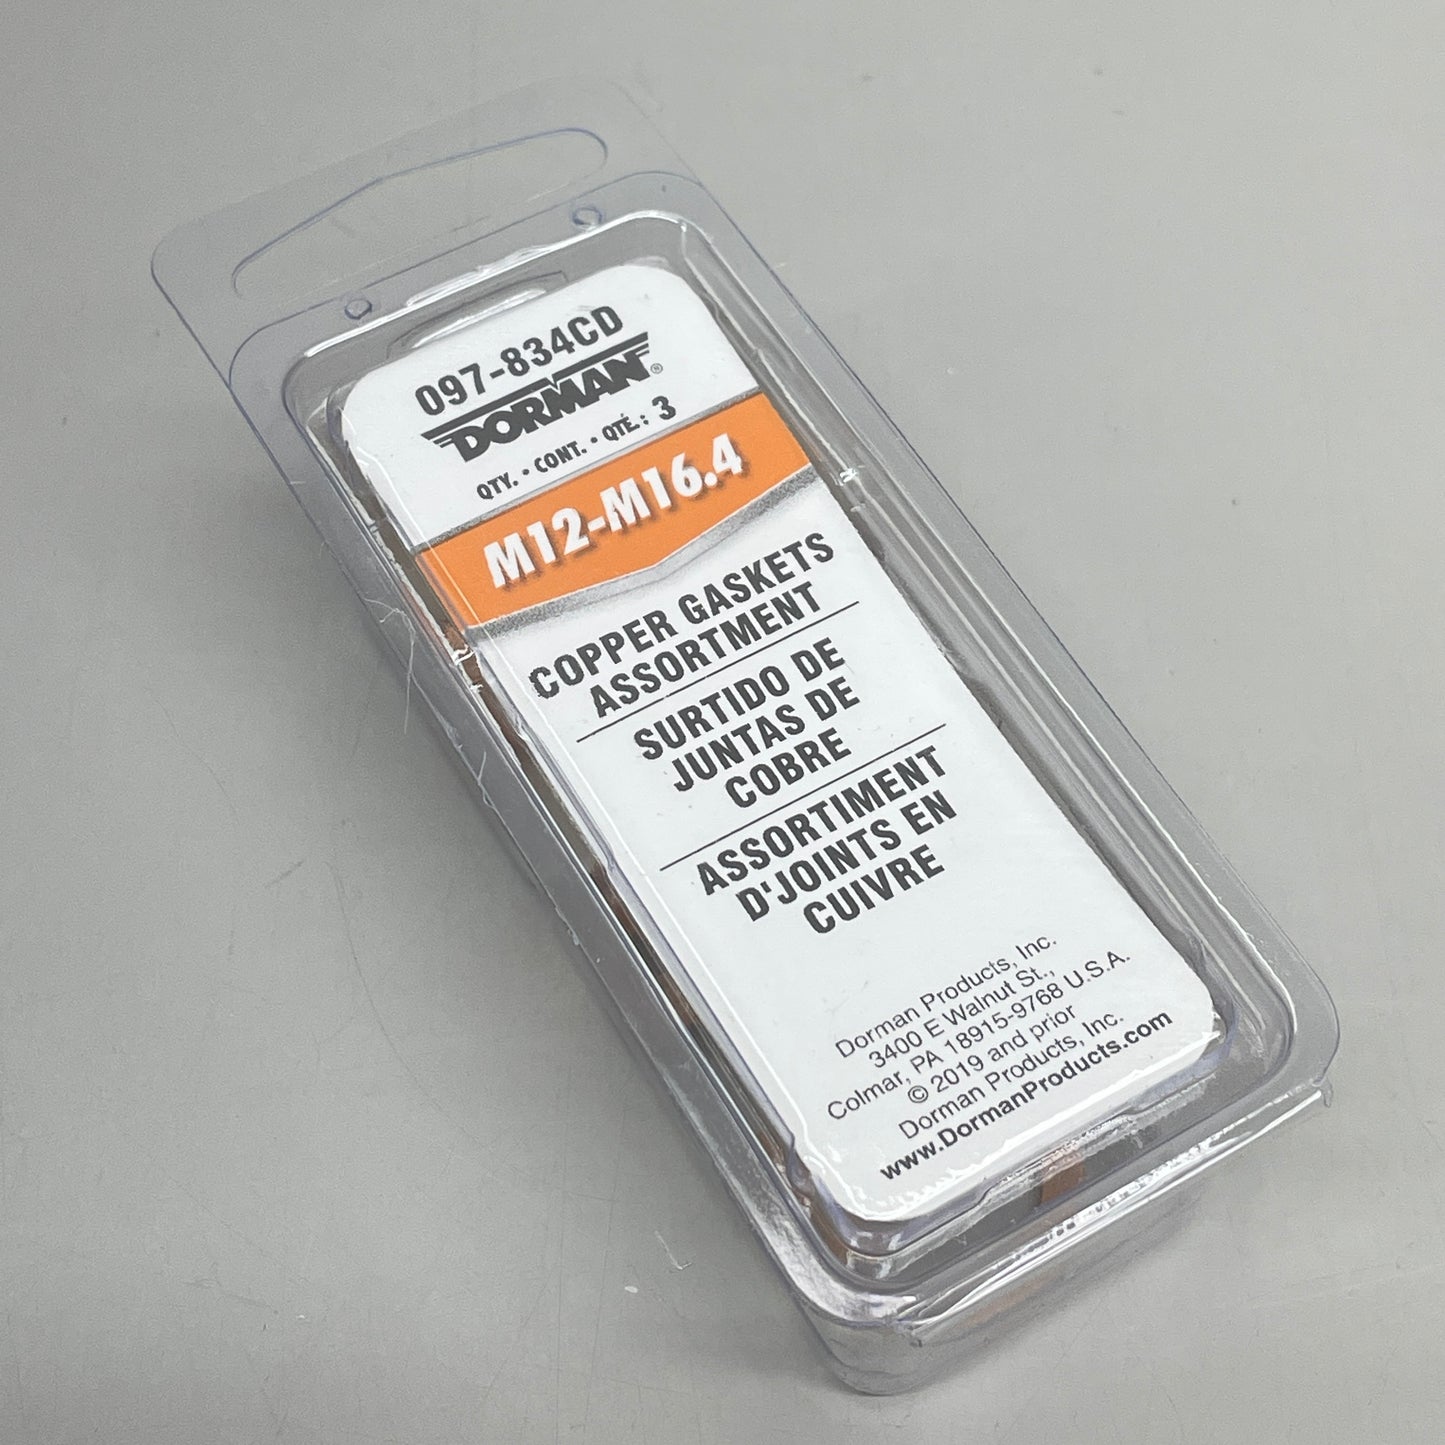 097-834CD
DORMAN®
QTY. • CONT. • QTÉ.: 3
M12-M16.4
COPPER GASKETS
ASSORTMENT
SURTIDO DE
JUNTAS DE
COBRE
ASSORTIMENT
D'JOINTS EN
CUIVRE
Dorman Products, Inc.
3400 E Walnut St.,
Colmar, PA 18915-9768 U.S.A.
© 2019 and prior
Dorman Products, Inc.
www.DormanProducts.com